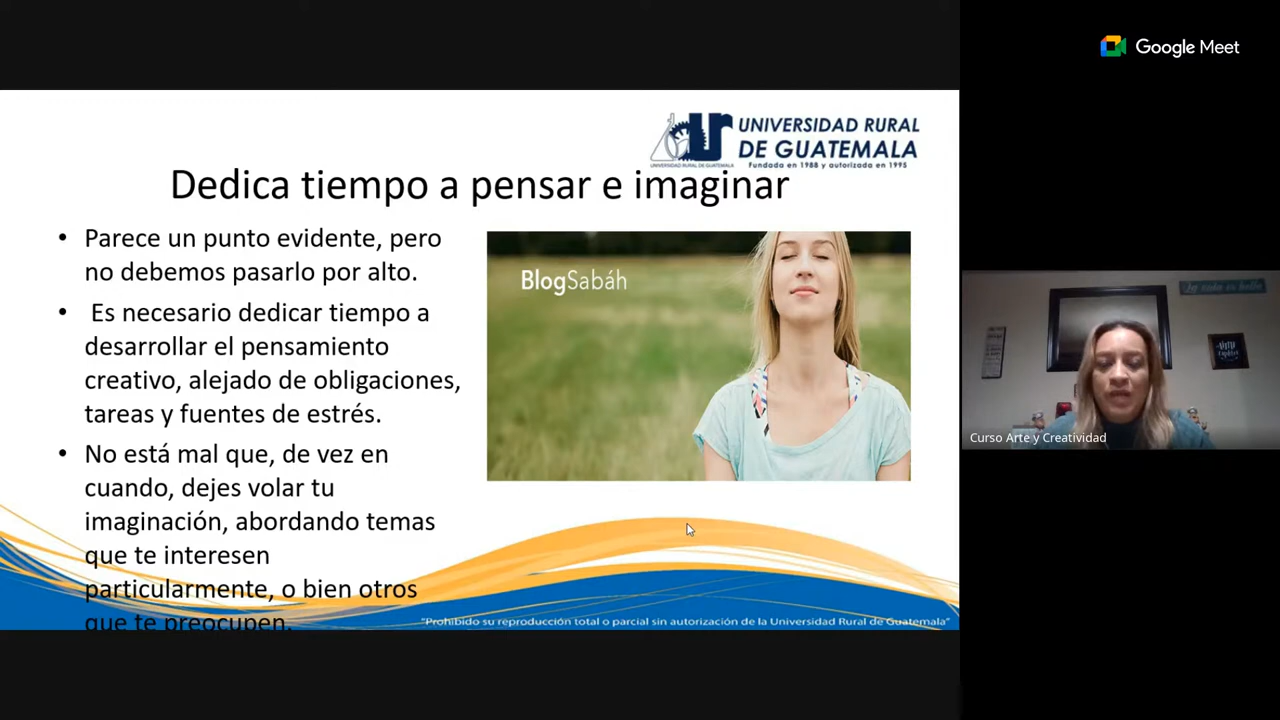 Google Meet
UNIVERSIDAD RURAL
DE GUATEMALA
UNIVERSIDAD RURAL DE GUATEMALA
Fundada en 1988 y autorizada en 1995
Dedica tiempo a pensar e imaginar
• Parece un punto evidente, pero
no debemos pasarlo por alto.
• Es necesario dedicar tiempo a
desarrollar el pensamiento
creativo, alejado de obligaciones,
tareas y fuentes de estrés.
• No está mal que, de vez en
cuando, dejes volar tu
imaginación, abordando temas
que te interesen
particularmente, o bien otros
que te preocupen.
BlogSabáh
"Prohibido su reproducción total o parcial sin autorización de la Universidad Rural de Guatemala"
Curso Arte y Creatividad